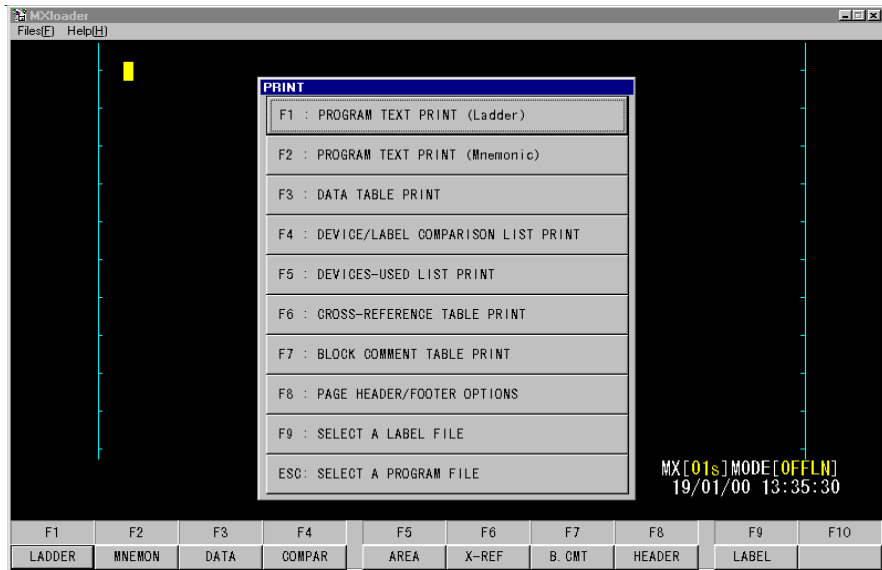 MXloader
Files(F) Help(H)
PRINT
F1 : PROGRAM TEXT PRINT (Ladder)
F2 : PROGRAM TEXT PRINT (Mnemonic)
F3 : DATA TABLE PRINT
F4 : DEVICE/LABEL COMPARISON LIST PRINT
F5 : DEVICES-USED LIST PRINT
F6 : CROSS-REFERENCE TABLE PRINT
F7 : BLOCK COMMENT TABLE PRINT
F8 : PAGE HEADER/FOOTER OPTIONS
F9 : SELECT A LABEL FILE
ESC: SELECT A PROGRAM FILE
MX[01s]MODE[OFFLN]
19/01/00 13:35:30
F1 F2 F3 F4 F5 F6 F7 F8 F9 F10
LADDER MNEMON DATA COMPAR AREA X-REF B. CMT HEADER LABEL